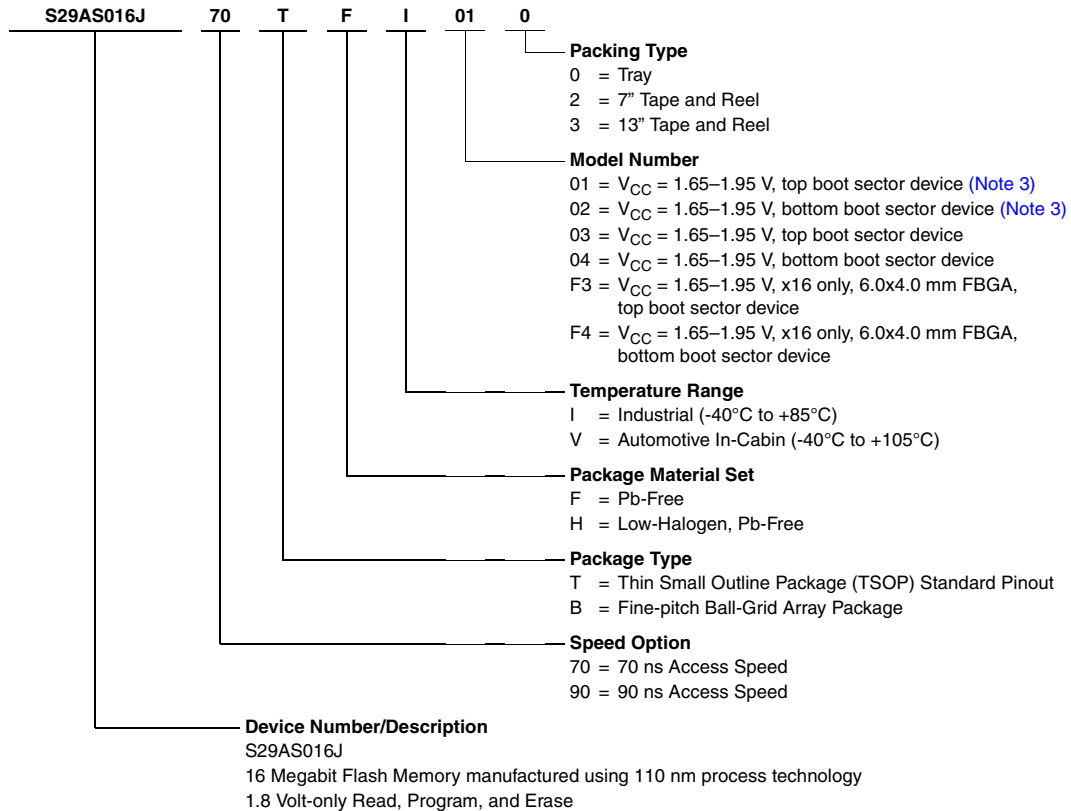 S29AS016J 70 T F I 01 0
Packing Type
0 = Tray
2 = 7" Tape and Reel
3 = 13" Tape and Reel
Model Number
01 = VCC = 1.65–1.95 V, top boot sector device (Note 3)
02 = VCC = 1.65–1.95 V, bottom boot sector device (Note 3)
03 = VCC = 1.65–1.95 V, top boot sector device
04 = VCC = 1.65–1.95 V, bottom boot sector device
F3 = VCC = 1.65–1.95 V, x16 only, 6.0x4.0 mm FBGA,
top boot sector device
F4 = VCC = 1.65–1.95 V, x16 only, 6.0x4.0 mm FBGA,
bottom boot sector device
Temperature Range
I = Industrial (-40°C to +85°C)
V = Automotive In-Cabin (-40°C to +105°C)
Package Material Set
F = Pb-Free
H = Low-Halogen, Pb-Free
Package Type
T = Thin Small Outline Package (TSOP) Standard Pinout
B = Fine-pitch Ball-Grid Array Package
Speed Option
70 = 70 ns Access Speed
90 = 90 ns Access Speed
Device Number/Description
S29AS016J
16 Megabit Flash Memory manufactured using 110 nm process technology
1.8 Volt-only Read, Program, and Erase